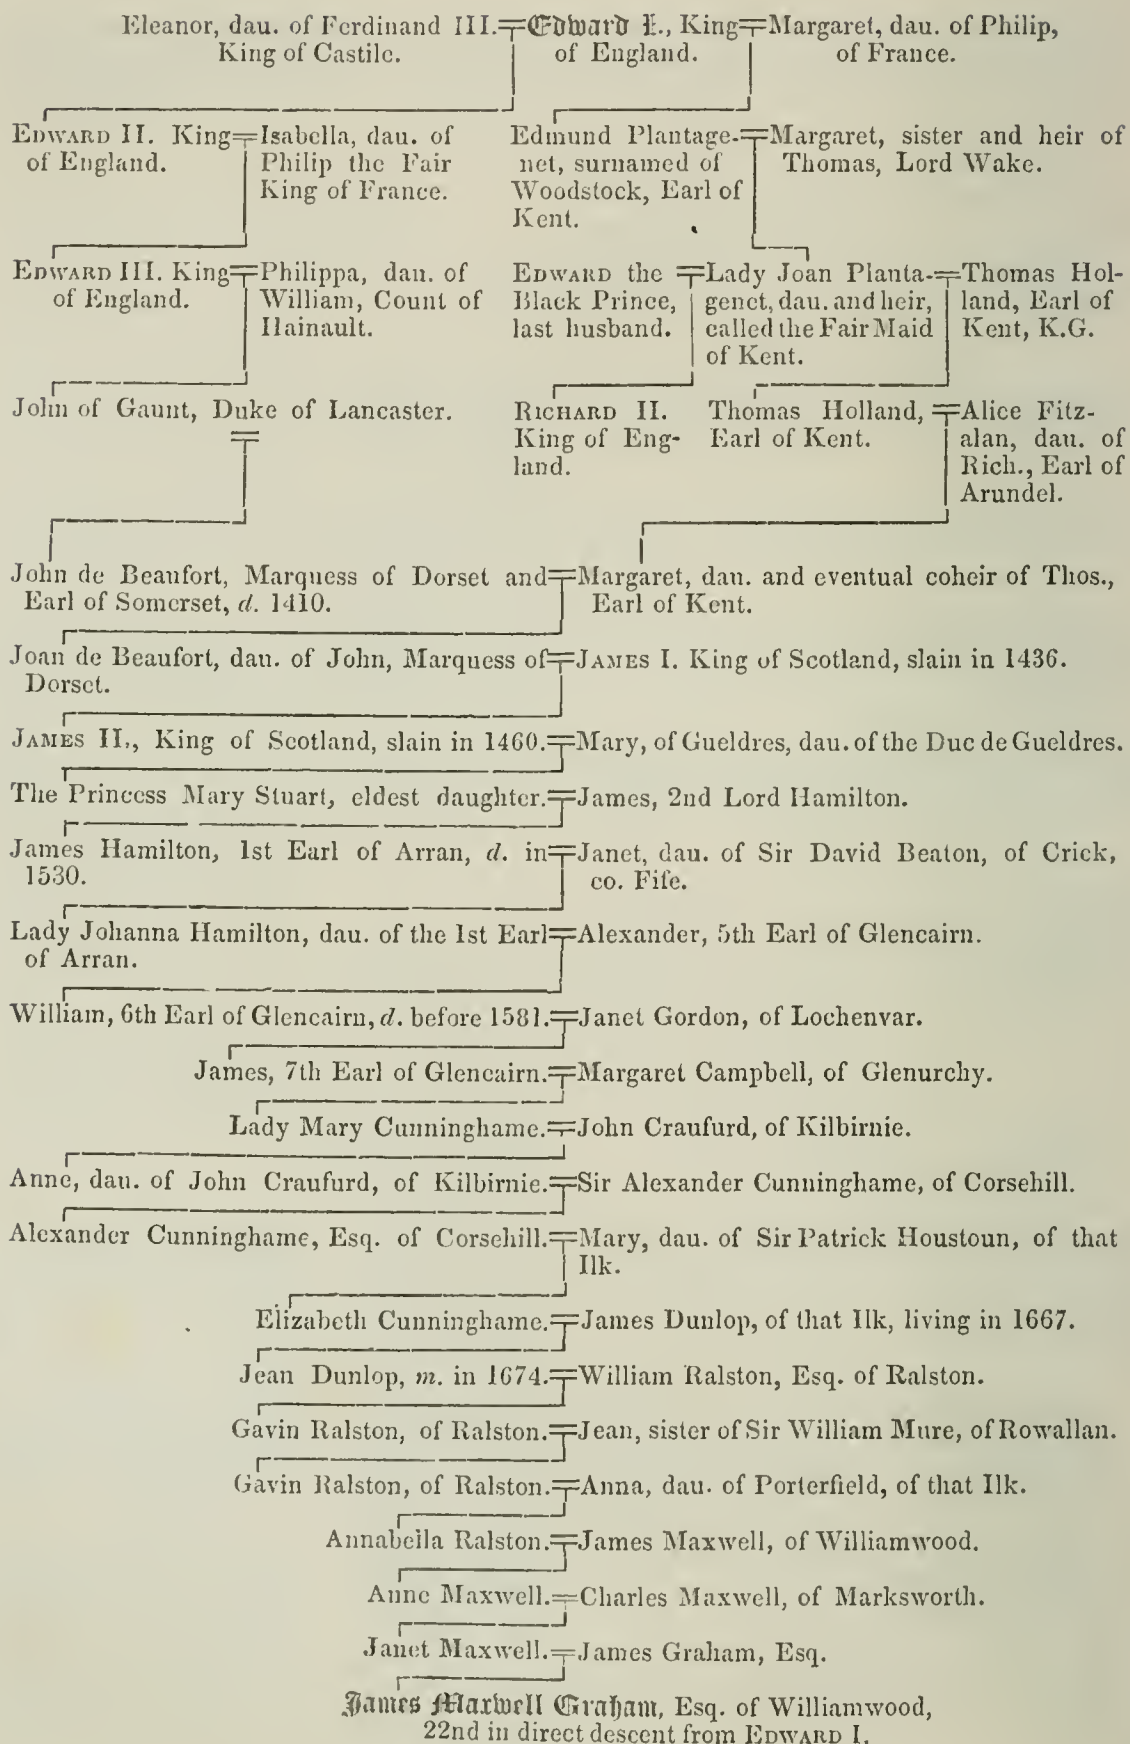 Eleanor, dau. of Ferdinand III. Edward I., King Margaret, dau. of Philip,
King of Castile. of England. of France.
EDWARD II. King Isabella, dau. of Edmund Plantage- Margaret, sister and heir of
of England. Philip the Fair net, surnamed of Thomas, Lord Wake.
King of France. Woodstock, Earl of
Kent.
EDWARD III. King Philippa, dau. of EDWARD the Lady Joan Planta- Thomas Hol-
of England. William, Count of Black Prince, genet, dau. and heir, land, Earl of
Hainault. last husband. called the Fair Maid Kent, K.G.
of Kent.
John of Gaunt, Duke of Lancaster. RICHARD II. Thomas Holland, Alice Fitz-
King of Eng- Earl of Kent. alan, dau. of
land. Rich., Earl of
Arundel.
John de Beaufort, Marquess of Dorset and Margaret, dau. and eventual coheir of Thos.,
Earl of Somerset, d. 1410. Earl of Kent.
Joan de Beaufort, dau. of John, Marquess of JAMES I. King of Scotland, slain in 1436.
Dorset.
JAMES II., King of Scotland, slain in 1460. Mary, of Gueldres, dau. of the Duc de Gueldres.
The Princess Mary Stuart, eldest daughter. James, 2nd Lord Hamilton.
James Hamilton, 1st Earl of Arran, d. in Janet, dau. of Sir David Beaton, of Crick,
1530. co. Fife.
Lady Johanna Hamilton, dau. of the 1st Earl Alexander, 5th Earl of Glencairn.
of Arran.
William, 6th Earl of Glencairn, d. before 1581. Janet Gordon, of Lochenvar.
James, 7th Earl of Glencairn. Margaret Campbell, of Glenurchy.
Lady Mary Cunninghame. John Craufurd, of Kilbirnie.
Anne, dau. of John Craufurd, of Kilbirnie. Sir Alexander Cunninghame, of Corsehill.
Alexander Cunninghame, Esq. of Corsehill. Mary, dau. of Sir Patrick Houstoun, of that
Ilk.
Elizabeth Cunninghame. James Dunlop, of that Ilk, living in 1667.
Jean Dunlop, m. in 1674. William Ralston, Esq. of Ralston.
Gavin Ralston, of Ralston. Jean, sister of Sir William Mure, of Rowallan.
Gavin Ralston, of Ralston. Anna, dau. of Porterfield, of that Ilk.
Annabella Ralston. James Maxwell, of Williamwood.
Anne Maxwell. Charles Maxwell, of Marksworth.
Janet Maxwell. James Graham, Esq.
James Maxwell Graham, Esq. of Williamwood,
22nd in direct descent from EDWARD I.